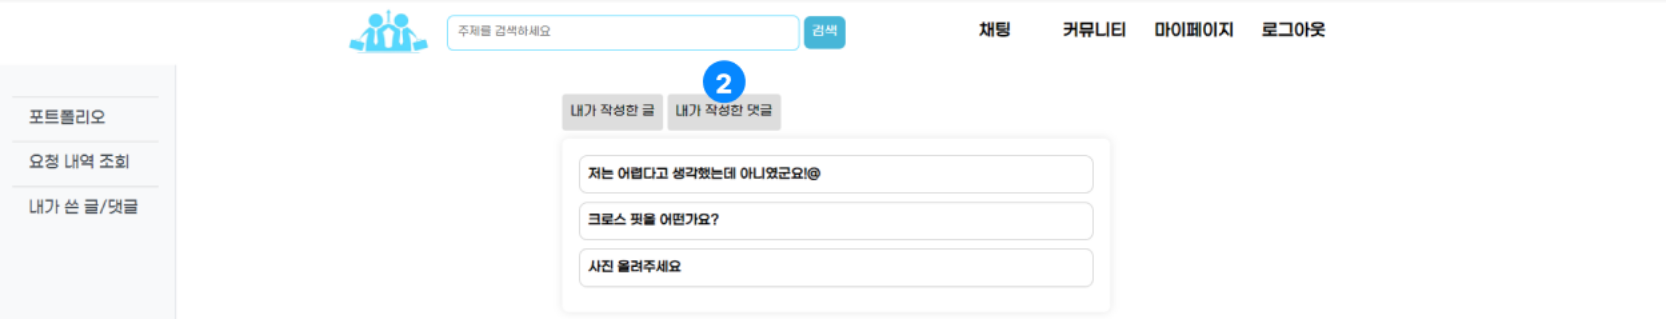 주제를 검색하세요
검색
채팅
커뮤니티
마이페이지
로그아웃
포트폴리오
요청 내역 조회
내가 쓴 글/댓글
2
내가 작성한 글
내가 작성한 댓글
저는 어렵다고 생각했는데 아니였군요!@
크로스 핏을 어떤가요?
사진 올려주세요